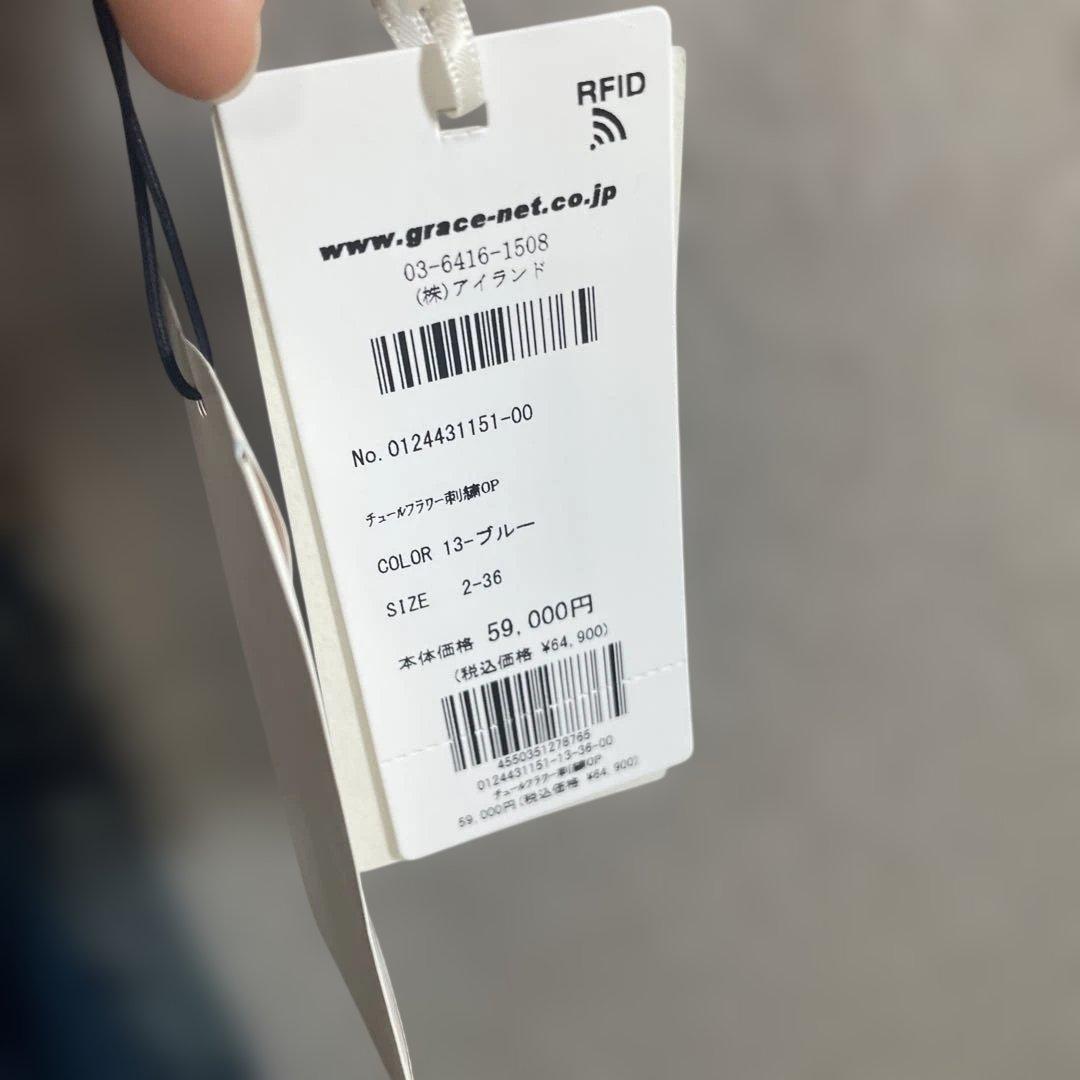 RFID
www.grace-net.co.jp
03-6416-1508
(株)アイランド
No.0124431151-00
チュールフラワー刺繍OP
COLOR 13-ブルー
SIZE 2-36
本体価格 59,000円
(税込価格 ¥64,900)
4550351278765
0124431151-13-36-00
チュールフラワー刺繍OP
59,000円(税込価格 ¥64,900)